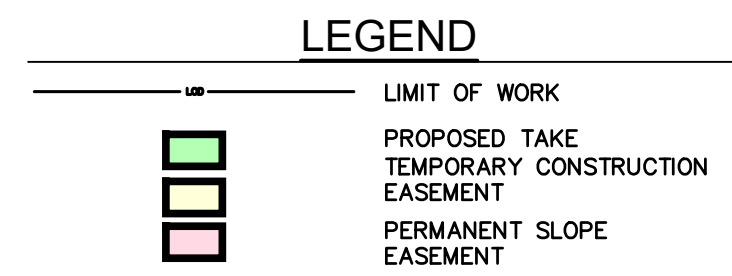 LEGEND
LOD LIMIT OF WORK
PROPOSED TAKE
TEMPORARY CONSTRUCTION
EASEMENT
PERMANENT SLOPE
EASEMENT